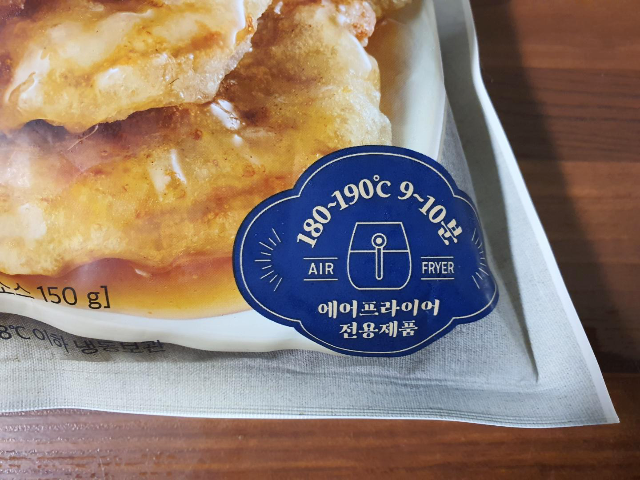 180~190℃ 9~10분
AIR FRYER
에어프라이어
전용제품
소스 150 g]
8℃ 이하 냉동보관